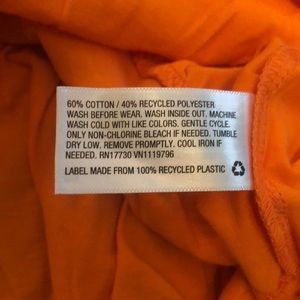 60% COTTON / 40% RECYCLED POLYESTER
WASH BEFORE WEAR. WASH INSIDE OUT. MACHINE
WASH COLD WITH LIKE COLORS. GENTLE CYCLE.
ONLY NON-CHLORINE BLEACH IF NEEDED. TUMBLE
DRY LOW. REMOVE PROMPTLY. COOL IRON IF
NEEDED. RN17730 VN1119796
LABEL MADE FROM 100% RECYCLED PLASTIC